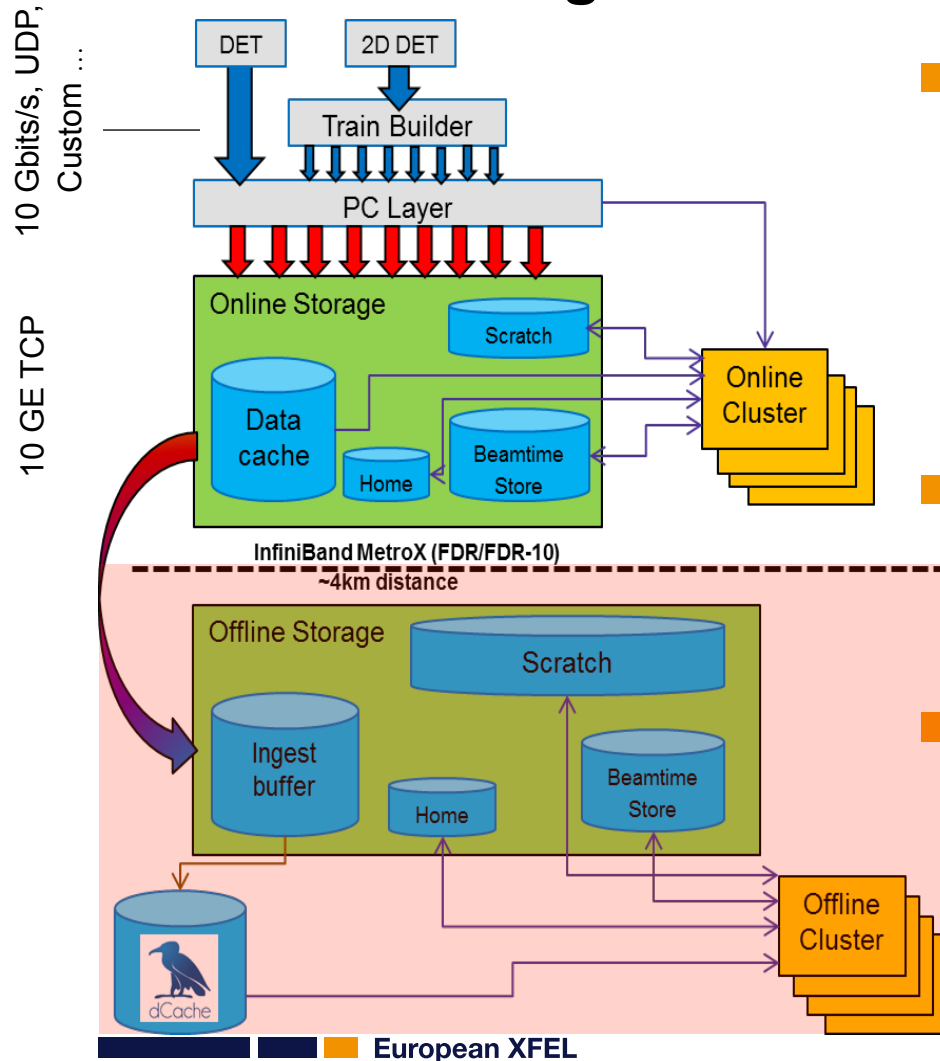 10 Gbits/s, UDP,
Custom ...
DET
2D DET
Train Builder
PC Layer
10 GE TCP
Online Storage
Scratch
Data
cache
Home
Beamtime
Store
Online
Cluster
InfiniBand MetroX (FDR/FDR-10)
~4km distance
Offline Storage
Scratch
Ingest
buffer
Home
Beamtime
Store
Offline
Cluster
dCache
European XFEL